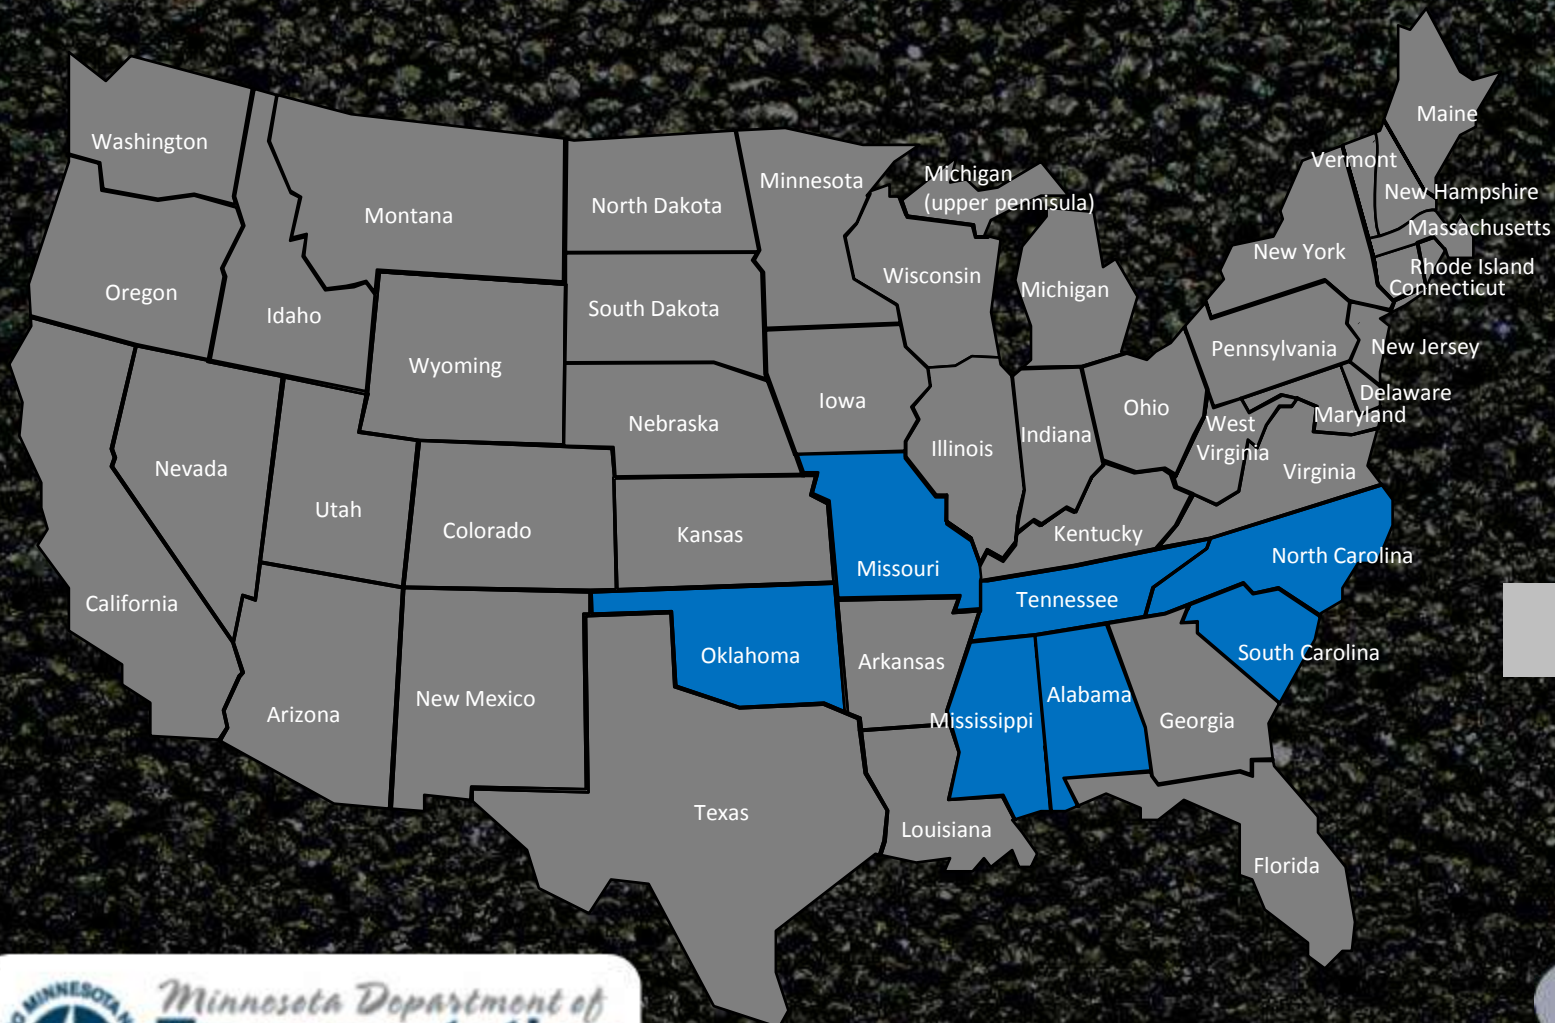 Maine
Washington
Vermont
Minnesota
Michigan
(upper pennisula)
New Hampshire
North Dakota
Montana
Massachusetts
New York
Rhode Island
Wisconsin
Connecticut
Oregon
Michigan
South Dakota
Idaho
Pennsylvania
New Jersey
Wyoming
Delaware
Iowa
Ohio
Maryland
Nebraska
West
Virginia
Indiana
Illinois
Nevada
Virginia
Utah
Colorado
Kansas
Kentucky
North Carolina
Missouri
California
Tennessee
South Carolina
Oklahoma
Arkansas
New Mexico
Alabama
Arizona
Mississippi
Georgia
Texas
Louisiana
Florida
MINNESOTA
Minnesota Department of